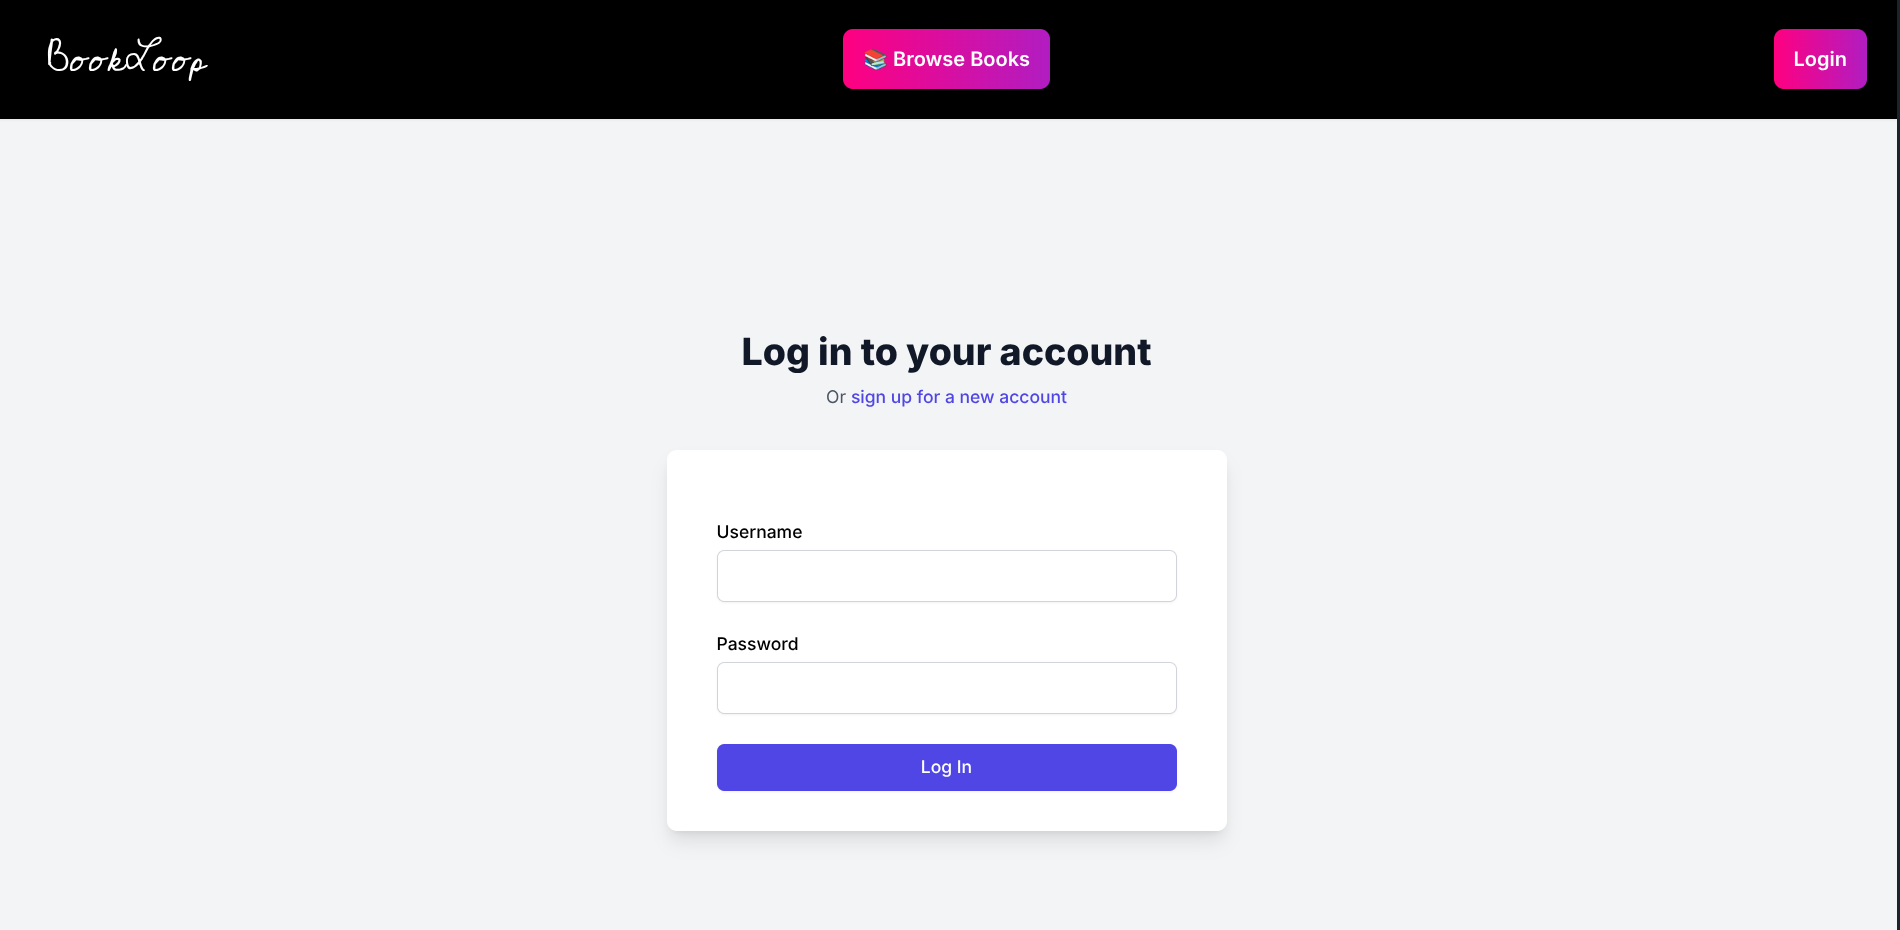 BookLoop
📚 Browse Books
Login
Log in to your account
Or sign up for a new account
Username
Password
Log In